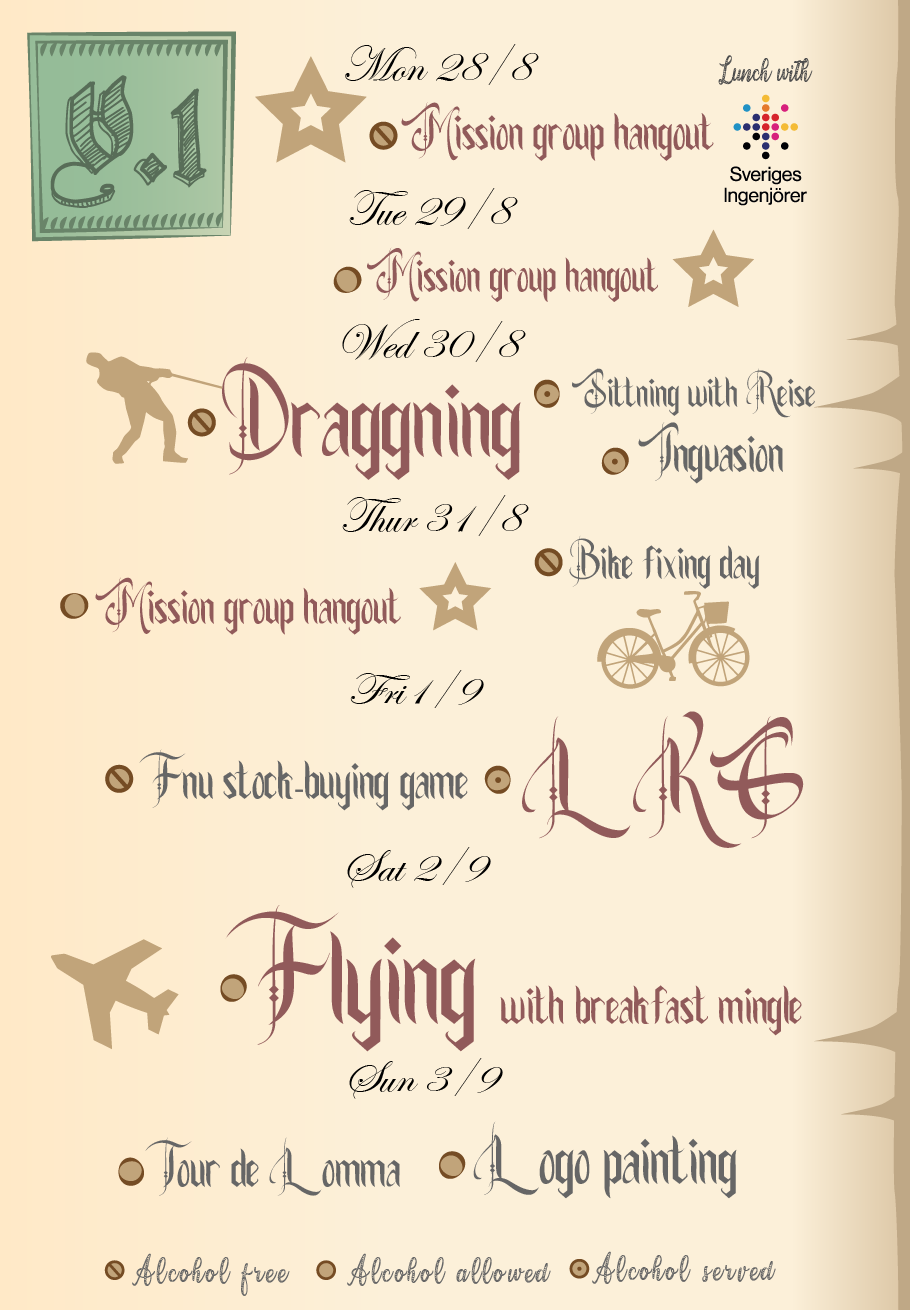 V.1
Mon 28/8
Lunch with
Mission group hangout
Sveriges
Ingenjörer
Tue 29/8
Mission group hangout
Wed 30/8
Draggning
Sittning with Reise
Inguasion
Thur 31/8
Bike fixing day
Mission group hangout
Fri 1/9
Fnu stock-buying game
LKG
Sat 2/9
Flying with breakfast mingle
Sun 3/9
Tour de Lomma
Logo painting
Alcohol free
Alcohol allowed
Alcohol served